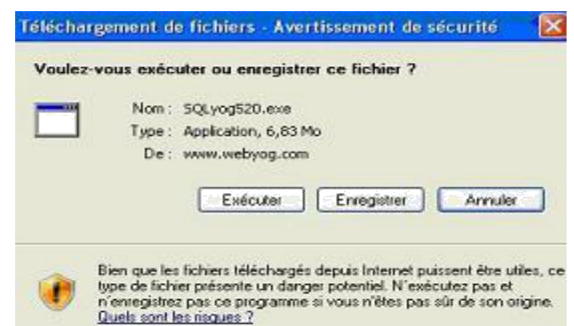 Téléchargement de fichiers - Avertissement de sécurité
Voulez-vous exécuter ou enregistrer ce fichier ?
Nom : SQLyog520.exe
Type : Application, 6,83 Mo
De : www.webyog.com
Exécuter Enregistrer Annuler
Bien que les fichiers téléchargés depuis Internet puissent être utiles, ce
type de fichier présente un danger potentiel. N'exécutez pas et
n'enregistrez pas ce programme si vous n'êtes pas sûr de son origine.
Quels sont les risques ?